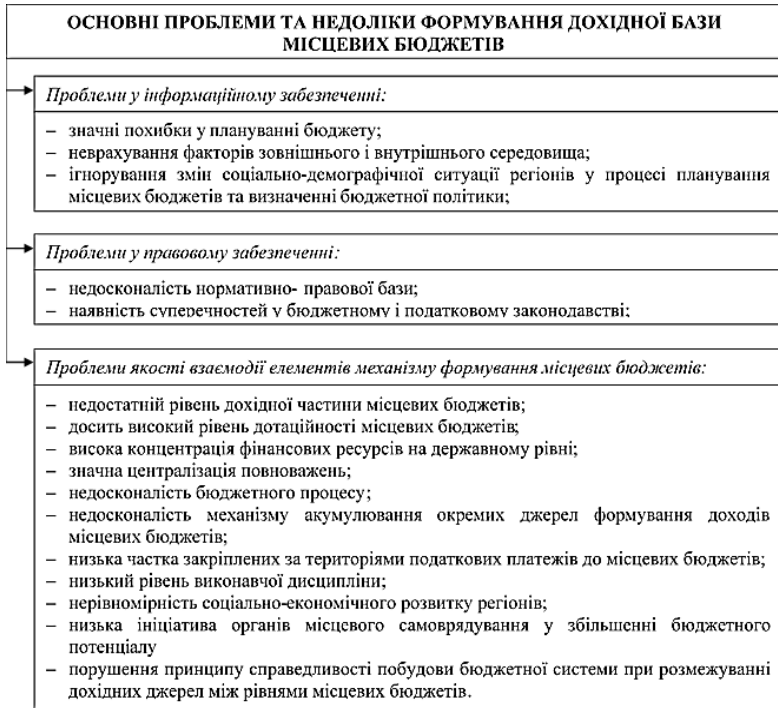 ОСНОВНІ ПРОБЛЕМИ ТА НЕДОЛІКИ ФОРМУВАННЯ ДОХІДНОЇ БАЗИ
МІСЦЕВИХ БЮДЖЕТІВ
Проблеми у інформаційному забезпеченні:
– значні похибки у плануванні бюджету;
– неврахування факторів зовнішнього і внутрішнього середовища;
– ігнорування змін соціально-демографічної ситуації регіонів у процесі планування
місцевих бюджетів та визначенні бюджетної політики;
Проблеми у правовому забезпеченні:
– недосконалість нормативно- правової бази;
– наявність суперечностей у бюджетному і податковому законодавстві;
Проблеми якості взаємодії елементів механізму формування місцевих бюджетів:
– недостатній рівень дохідної частини місцевих бюджетів;
– досить високий рівень дотаційності місцевих бюджетів;
– висока концентрація фінансових ресурсів на державному рівні;
– значна централізація повноважень;
– недосконалість бюджетного процесу;
– недосконалість механізму акумулювання окремих джерел формування доходів
місцевих бюджетів;
– низька частка закріплених за територіями податкових платежів до місцевих бюджетів;
– низький рівень виконавчої дисципліни;
– нерівномірність соціально-економічного розвитку регіонів;
– низька ініціатива органів місцевого самоврядування у збільшенні бюджетного
потенціалу
– порушення принципу справедливості побудови бюджетної системи при розмежуванні
дохідних джерел між рівнями місцевих бюджетів.